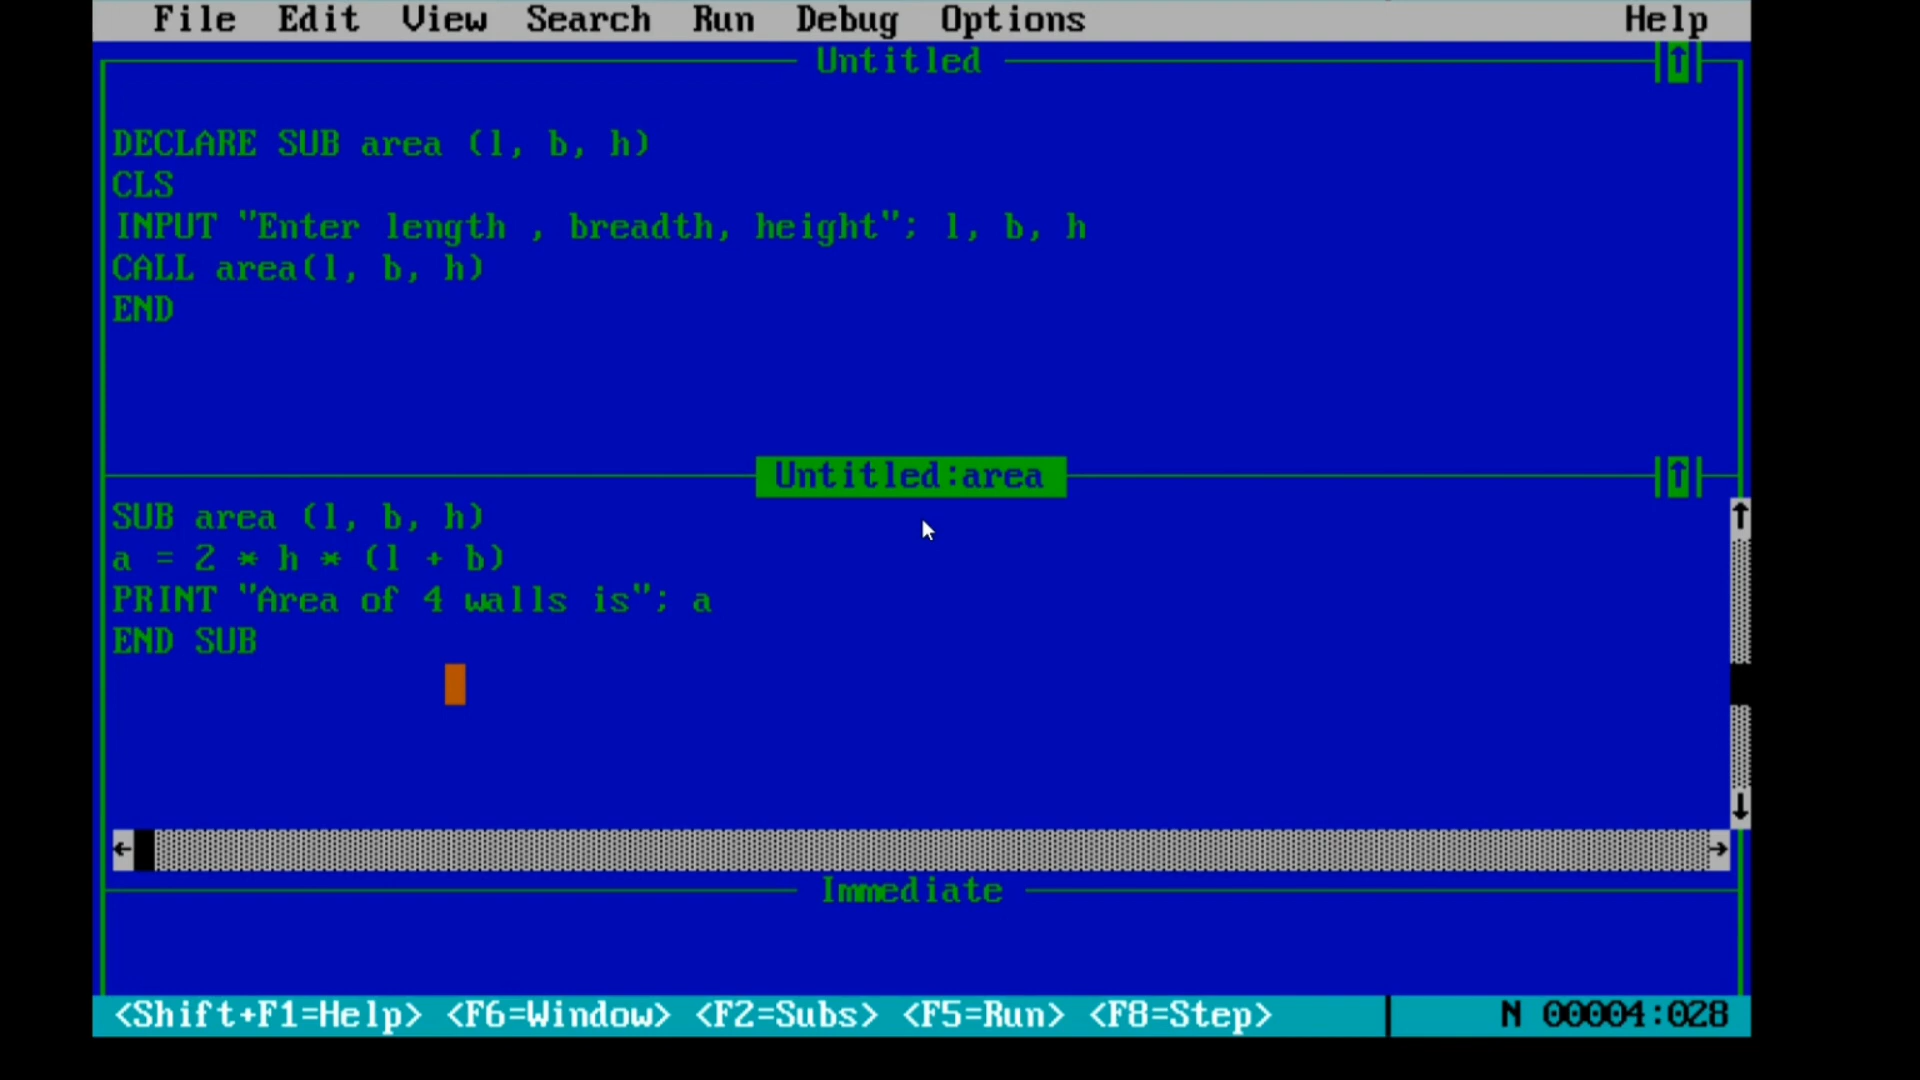 File Edit View Search Run Debug Options Help
Untitled
DECLARE SUB area (l, b, h)
CLS
INPUT "Enter length , breadth, height"; l, b, h
CALL area(l, b, h)
END
Untitled:area
SUB area (l, b, h)
a = 2 * h * (l + b)
PRINT "Area of 4 walls is"; a
END SUB
Immediate
<Shift+F1=Help> <F6=Window> <F2=Subs> <F5=Run> <F8=Step> N 00004:028